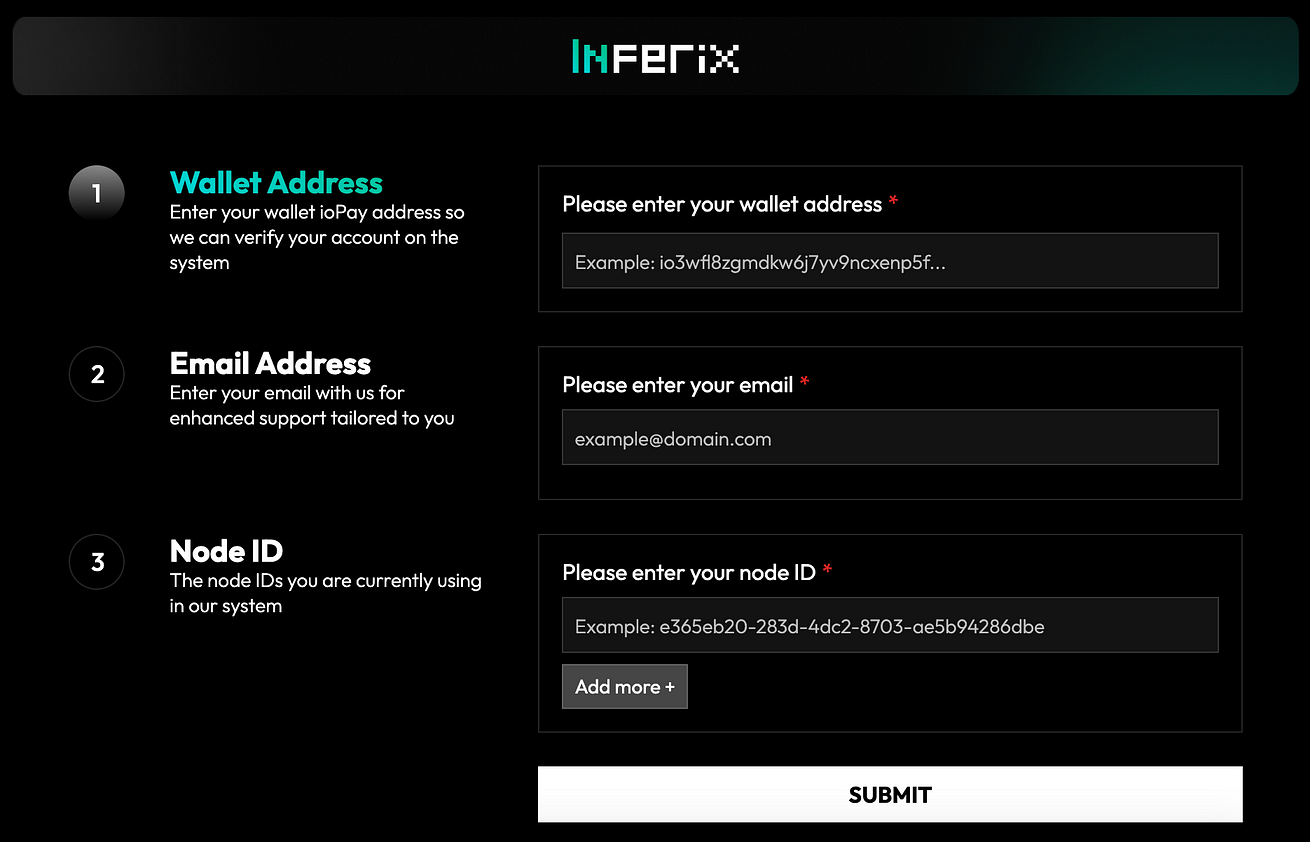 INFERIX
1
Wallet Address
Enter your wallet ioPay address so
we can verify your account on the
system
Please enter your wallet address *
Example: io3wfl8zgmdkw6j7yv9ncxenp5f...
2
Email Address
Enter your email with us for
enhanced support tailored to you
Please enter your email *
example@domain.com
3
Node ID
The node IDs you are currently using
in our system
Please enter your node ID *
Example: e365eb20-283d-4dc2-8703-ae5b94286dbe
Add more +
SUBMIT